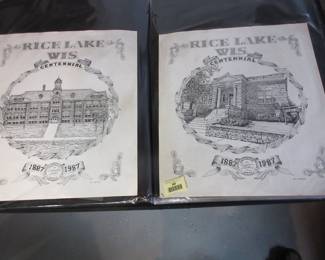 RICE LAKE
WIS
CENTENNIAL
1887 1987
RICE LAKE
WIS
CENTENNIAL
1887 1987